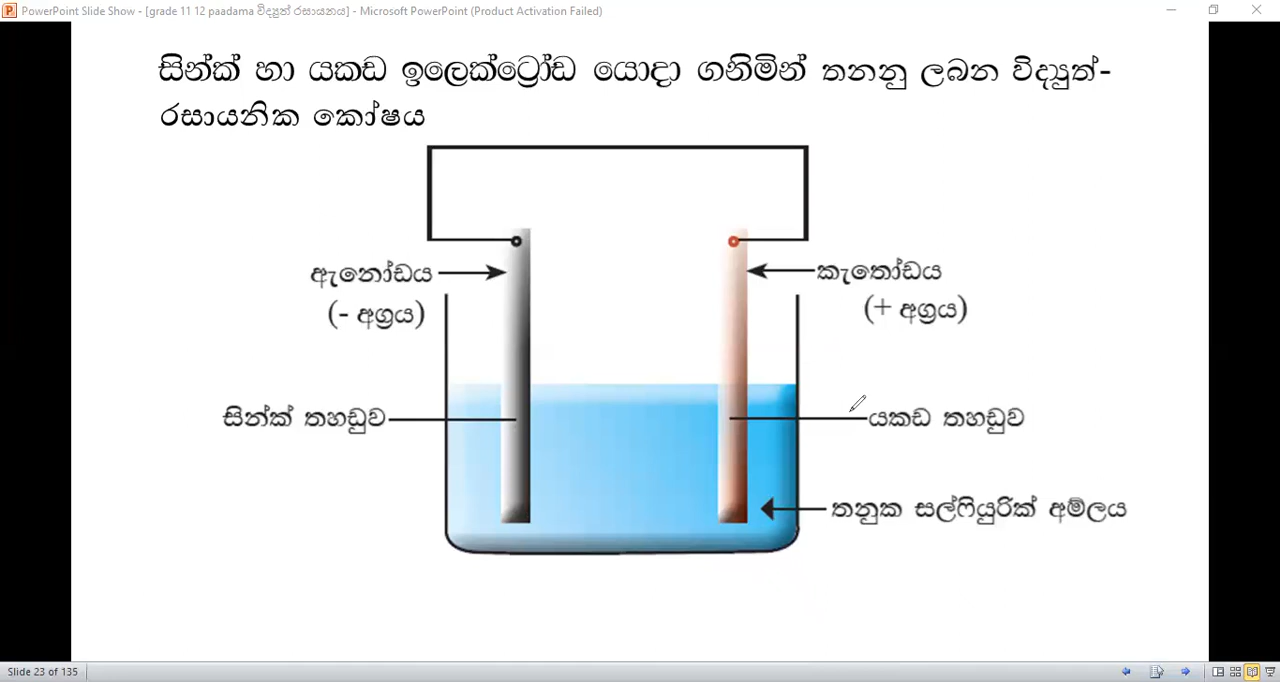 PowerPoint Slide Show - [grade 11 12 paadama විද්‍යුත් රසායනය] - Microsoft PowerPoint (Product Activation Failed)
සින්ක් හා යකඩ ඉලෙක්ට්‍රෝඩ යොදා ගනිමින් තනනු ලබන විද්‍යුත්-
රසායනික කෝෂය
ඇනෝඩය
(- අග්‍රය)
කැතෝඩය
(+ අග්‍රය)
සින්ක් තහඩුව
යකඩ තහඩුව
තනුක සල්ෆියුරික් අම්ලය
Slide 23 of 135